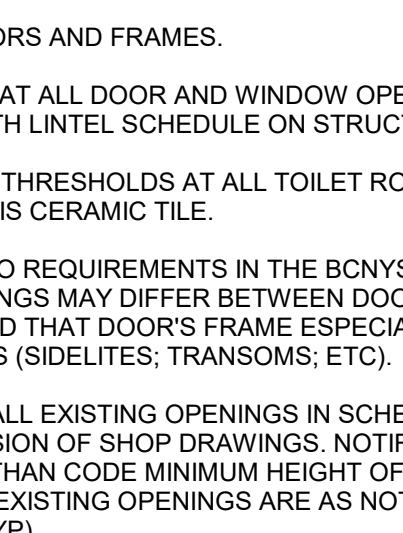 ORS AND FRAMES.
AT ALL DOOR AND WINDOW OPE
TH LINTEL SCHEDULE ON STRUCT
THRESHOLDS AT ALL TOILET RO
IS CERAMIC TILE.
O REQUIREMENTS IN THE BCNYS
NGS MAY DIFFER BETWEEN DOO
D THAT DOOR'S FRAME ESPECIA
S (SIDELITES; TRANSOMS; ETC).
ALL EXISTING OPENINGS IN SCHE
SION OF SHOP DRAWINGS. NOTIF
THAN CODE MINIMUM HEIGHT OF
EXISTING OPENINGS ARE AS NOT
YP)